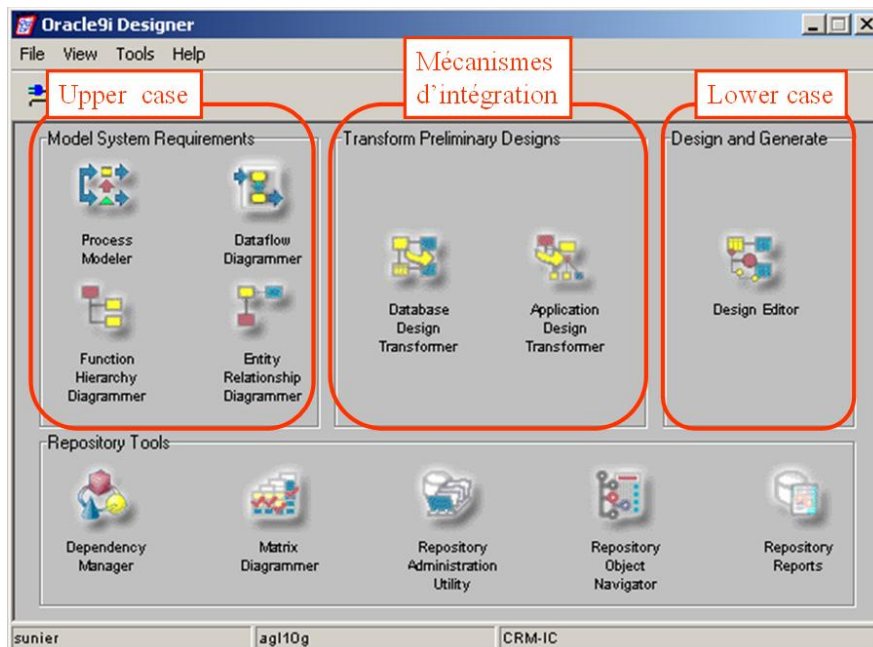 Oracle9i Designer
File View Tools Help
Upper case
Mécanismes
d'intégration
Lower case
Model System Requirements
Transform Preliminary Designs
Design and Generate
Process
Modeler
Dataflow
Diagrammer
Function
Hierarchy
Diagrammer
Entity
Relationship
Diagrammer
Database
Design
Transformer
Application
Design
Transformer
Design Editor
Repository Tools
Dependency
Manager
Matrix
Diagrammer
Repository
Administration
Utility
Repository
Object
Navigator
Repository
Reports
sunier
agl10g
CRM-IC